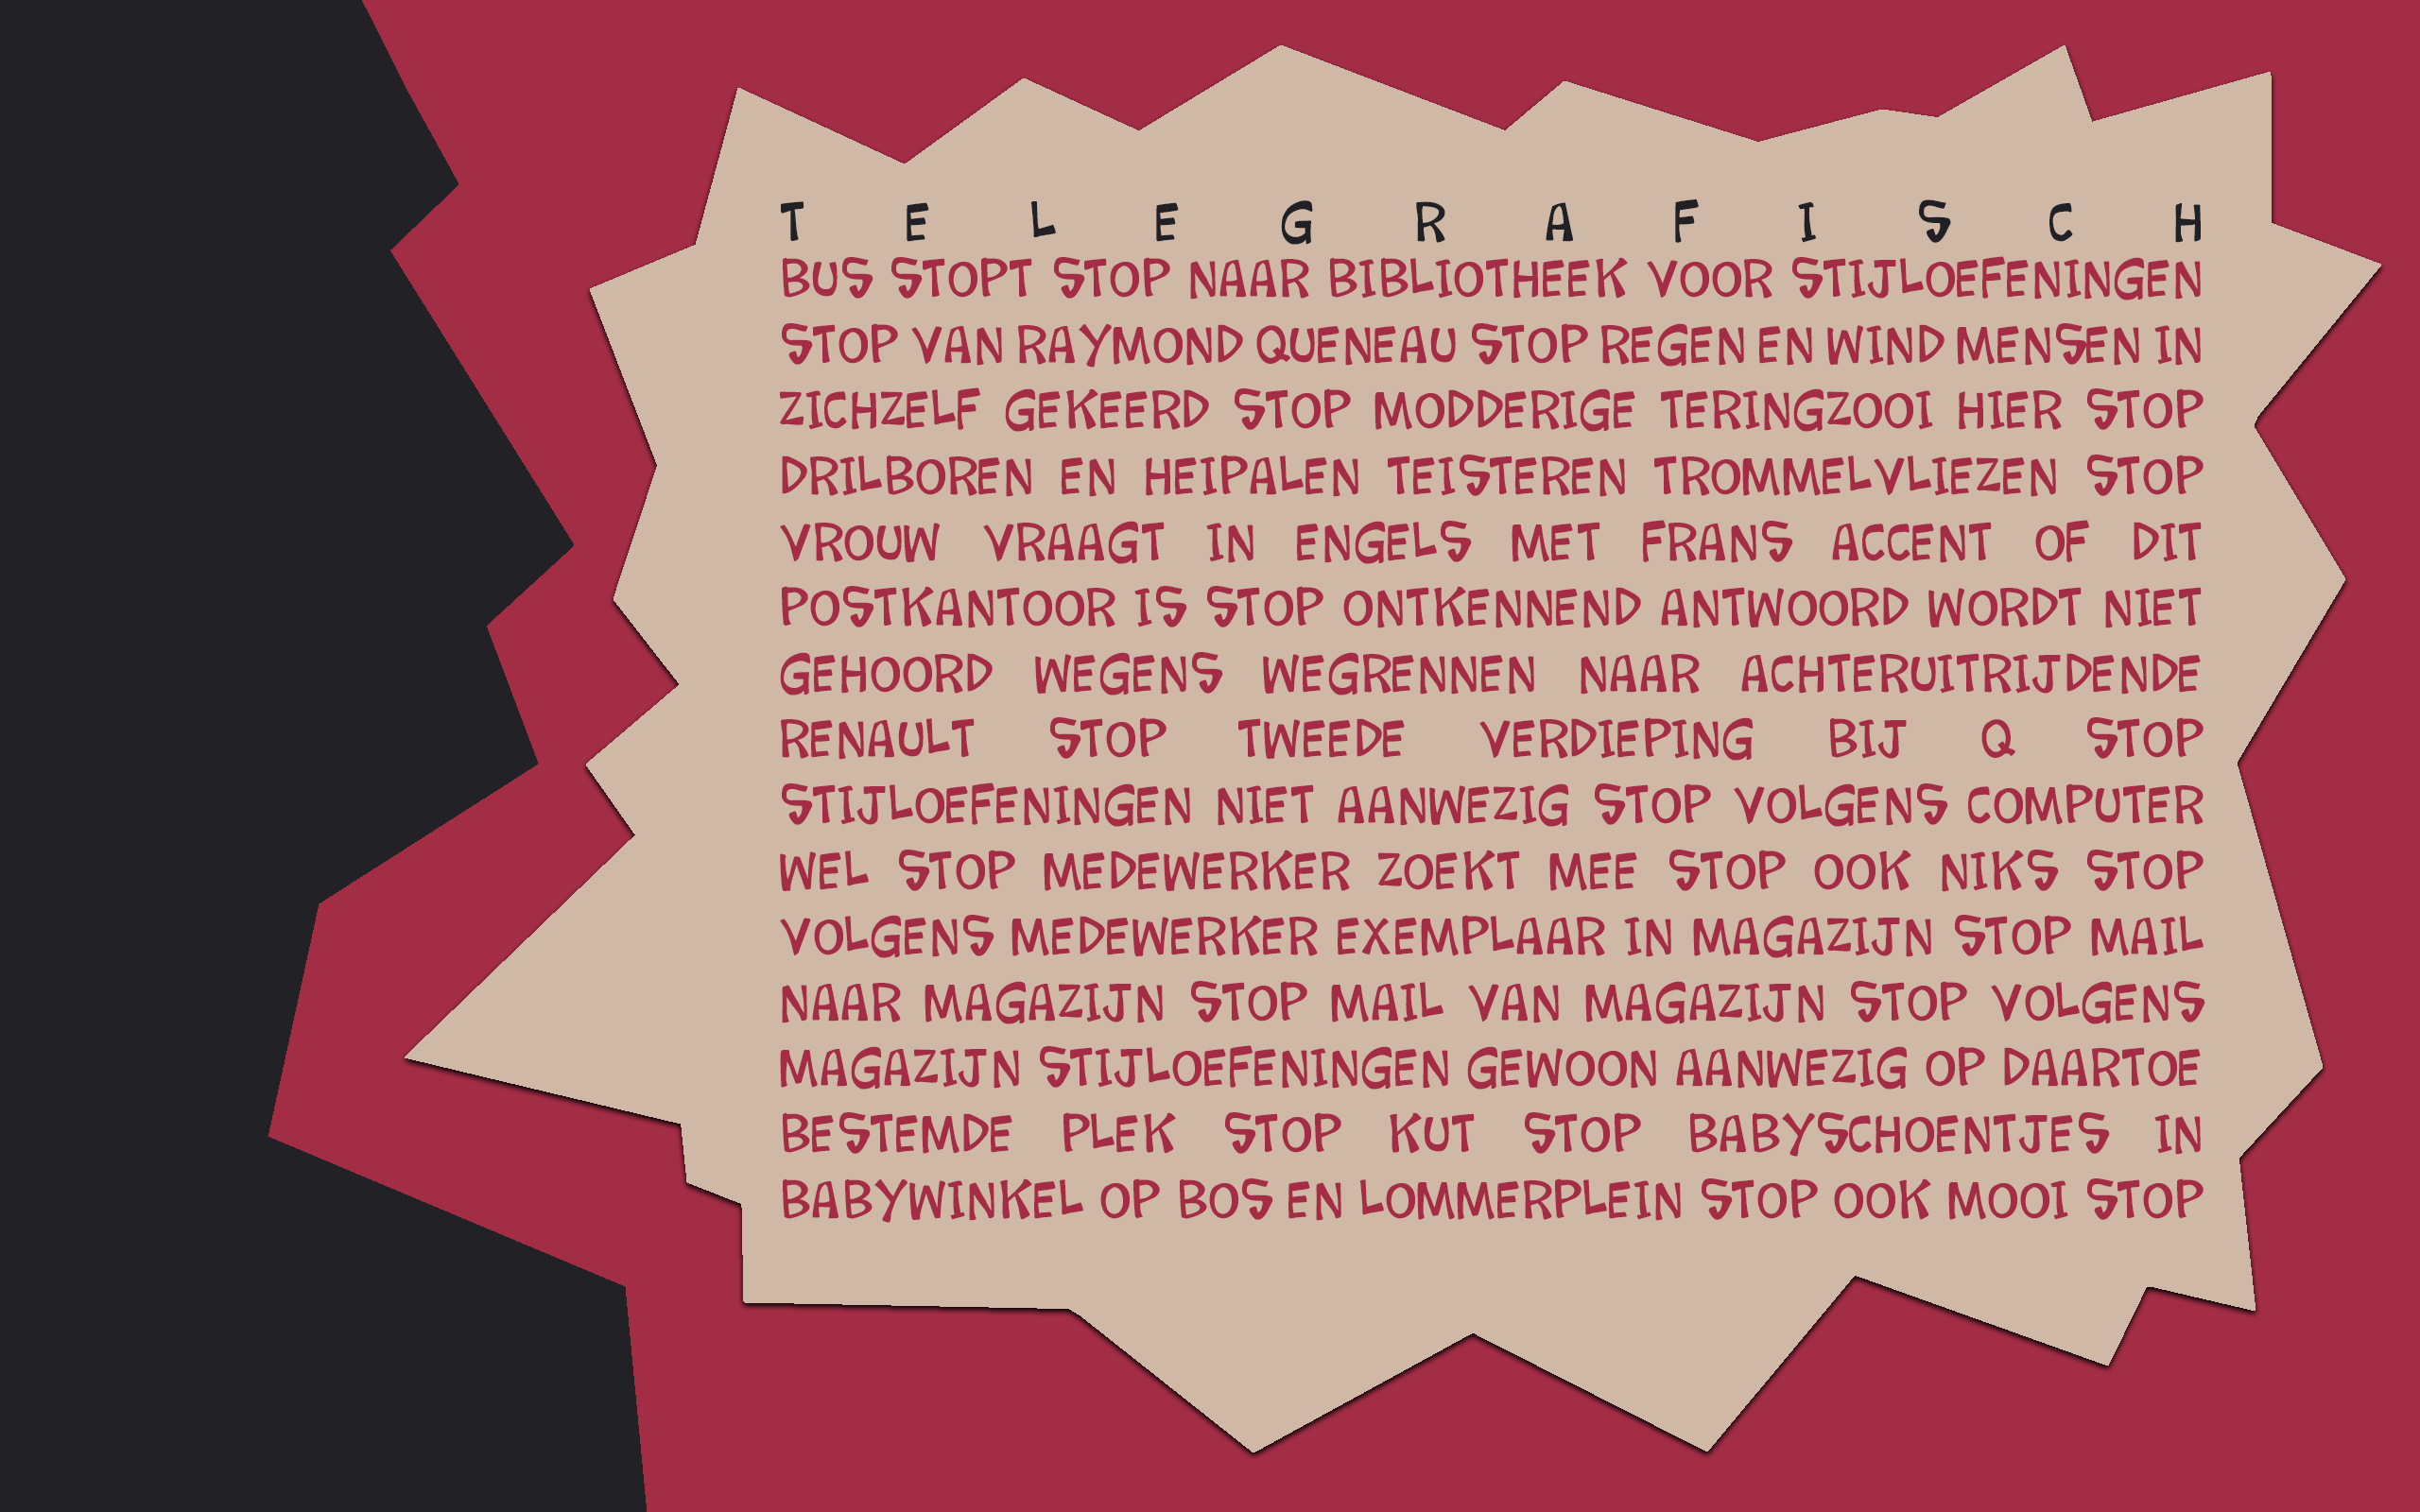 TELEGRAFISCH
BUS STOPT STOP NAAR BIBLIOTHEEK VOOR STIJLOEFENINGEN
STOP VAN RAYMOND QUENEAU STOP REGEN EN WIND MENSEN IN
ZICHZELF GEKEERD STOP MODDERIGE TERINGZOOI HIER STOP
DRILBOREN EN HEIPALEN TEISTEREN TROMMELVLIEZEN STOP
VROUW VRAAGT IN ENGELS MET FRANS ACCENT OF DIT
POSTKANTOOR IS STOP ONTKENNEND ANTWOORD WORDT NIET
GEHOORD WEGENS WEGRENNEN NAAR ACHTERUITRIJDENDE
RENAULT STOP TWEEDE VERDIEPING BIJ Q STOP
STIJLOEFENINGEN NIET AANWEZIG STOP VOLGENS COMPUTER
WEL STOP MEDEWERKER ZOEKT MEE STOP OOK NIKS STOP
VOLGENS MEDEWERKER EXEMPLAAR IN MAGAZIJN STOP MAIL
NAAR MAGAZIJN STOP MAIL VAN MAGAZIJN STOP VOLGENS
MAGAZIJN STIJLOEFENINGEN GEWOON AANWEZIG OP DAARTOE
BESTEMDE PLEK STOP KUT STOP BABYSCHOENTJES IN
BABYWINKEL OP BOS EN LOMMERPLEIN STOP OOK MOOI STOP